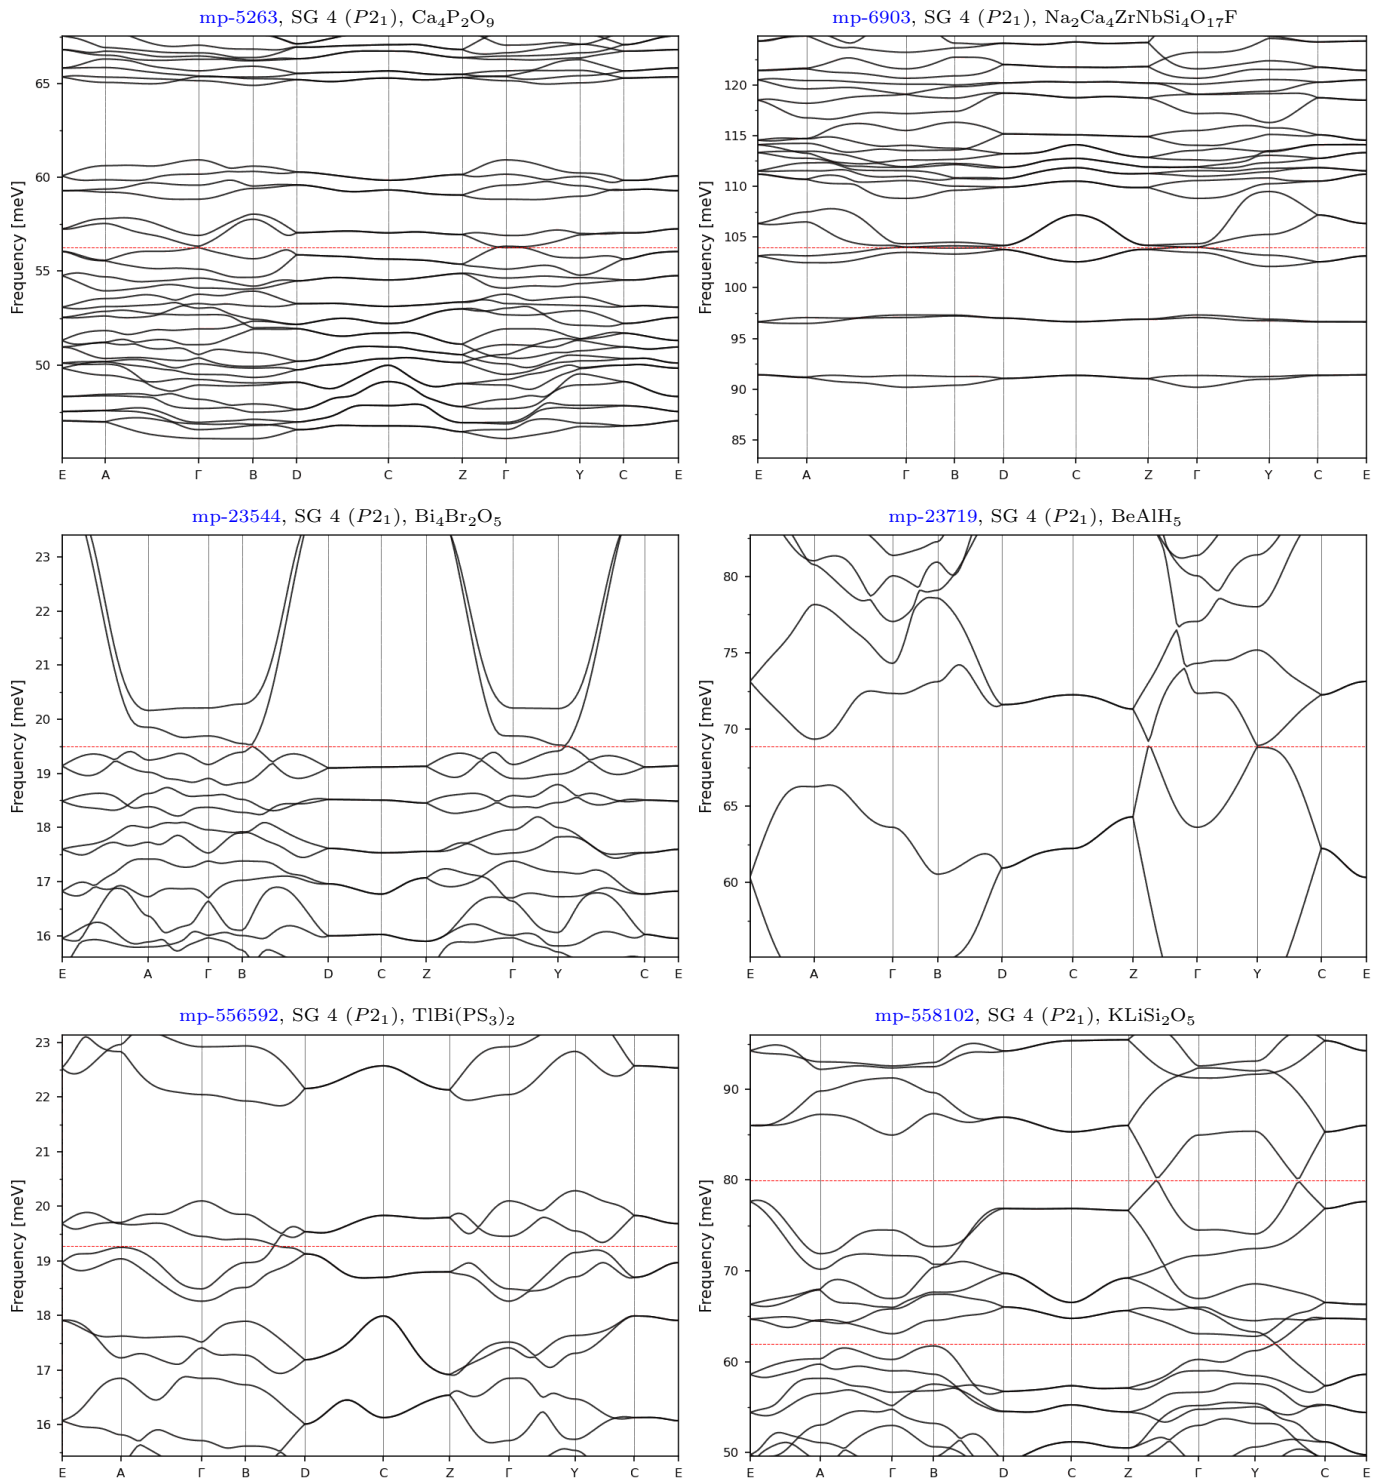 mp-5263, SG 4 (P2₁), Ca₄P₂O₉
65
60
55
50
Frequency [meV]
E A Γ B D C Z Γ Y C E
mp-6903, SG 4 (P2₁), Na₂Ca₄ZrNbSi₄O₁₇F
120
115
110
105
100
95
90
85
Frequency [meV]
E A Γ B D C Z Γ Y C E
mp-23544, SG 4 (P2₁), Bi₄Br₂O₅
23
22
21
20
19
18
17
16
Frequency [meV]
E A Γ B D C Z Γ Y C E
mp-23719, SG 4 (P2₁), BeAlH₅
80
75
70
65
60
Frequency [meV]
E A Γ B D C Z Γ Y C E
mp-556592, SG 4 (P2₁), TlBi(PS₃)₂
23
22
21
20
19
18
17
16
Frequency [meV]
E A Γ B D C Z Γ Y C E
mp-558102, SG 4 (P2₁), KLiSi₂O₅
90
80
70
60
50
Frequency [meV]
E A Γ B D C Z Γ Y C E